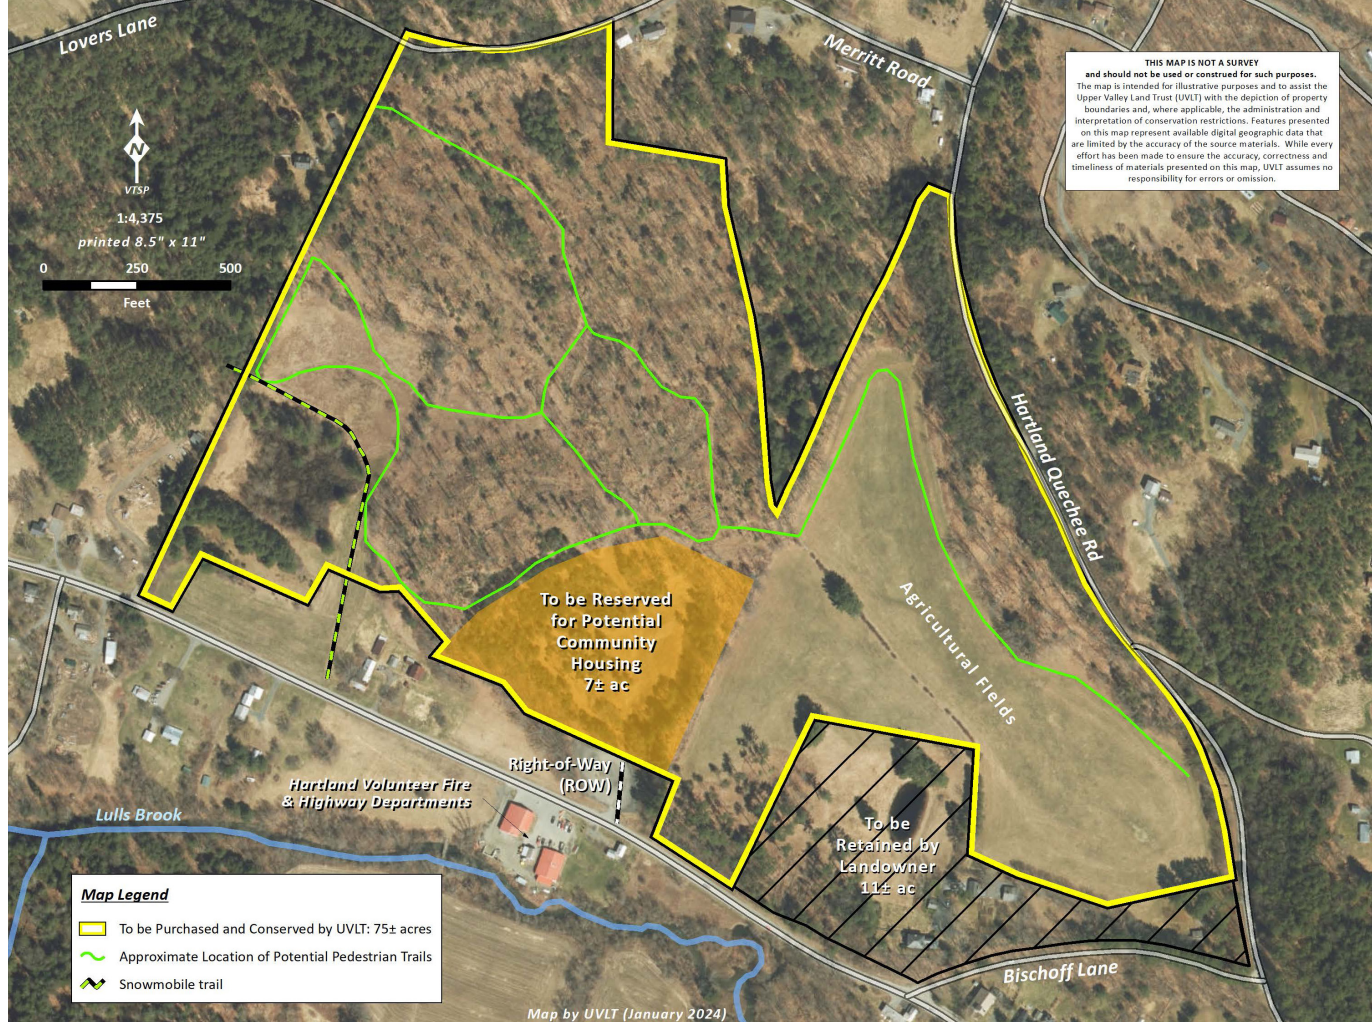 Lovers Lane
Merritt Road
THIS MAP IS NOT A SURVEY
and should not be used or construed for such purposes.
The map is intended for illustrative purposes and to assist the
Upper Valley Land Trust (UVLT) with the depiction of property
boundaries and, where applicable, the administration and
interpretation of conservation restrictions. Features presented
on this map represent available digital geographic data that
are limited by the accuracy of the source materials. While every
effort has been made to ensure the accuracy, correctness and
timeliness of materials presented on this map, UVLT assumes no
responsibility for errors or omission.
N
VTSP
1:4,375
printed 8.5" x 11"
0 250 500
Feet
Hartland Quechee Rd
Agricultural Fields
To be Reserved
for Potential
Community
Housing
7± ac
Right-of-Way
(ROW)
Hartland Volunteer Fire
& Highway Departments
Lulls Brook
To be
Retained by
Landowner
11± ac
Bischoff Lane
Map Legend
To be Purchased and Conserved by UVLT: 75± acres
Approximate Location of Potential Pedestrian Trails
Snowmobile trail
Map by UVLT (January 2024)